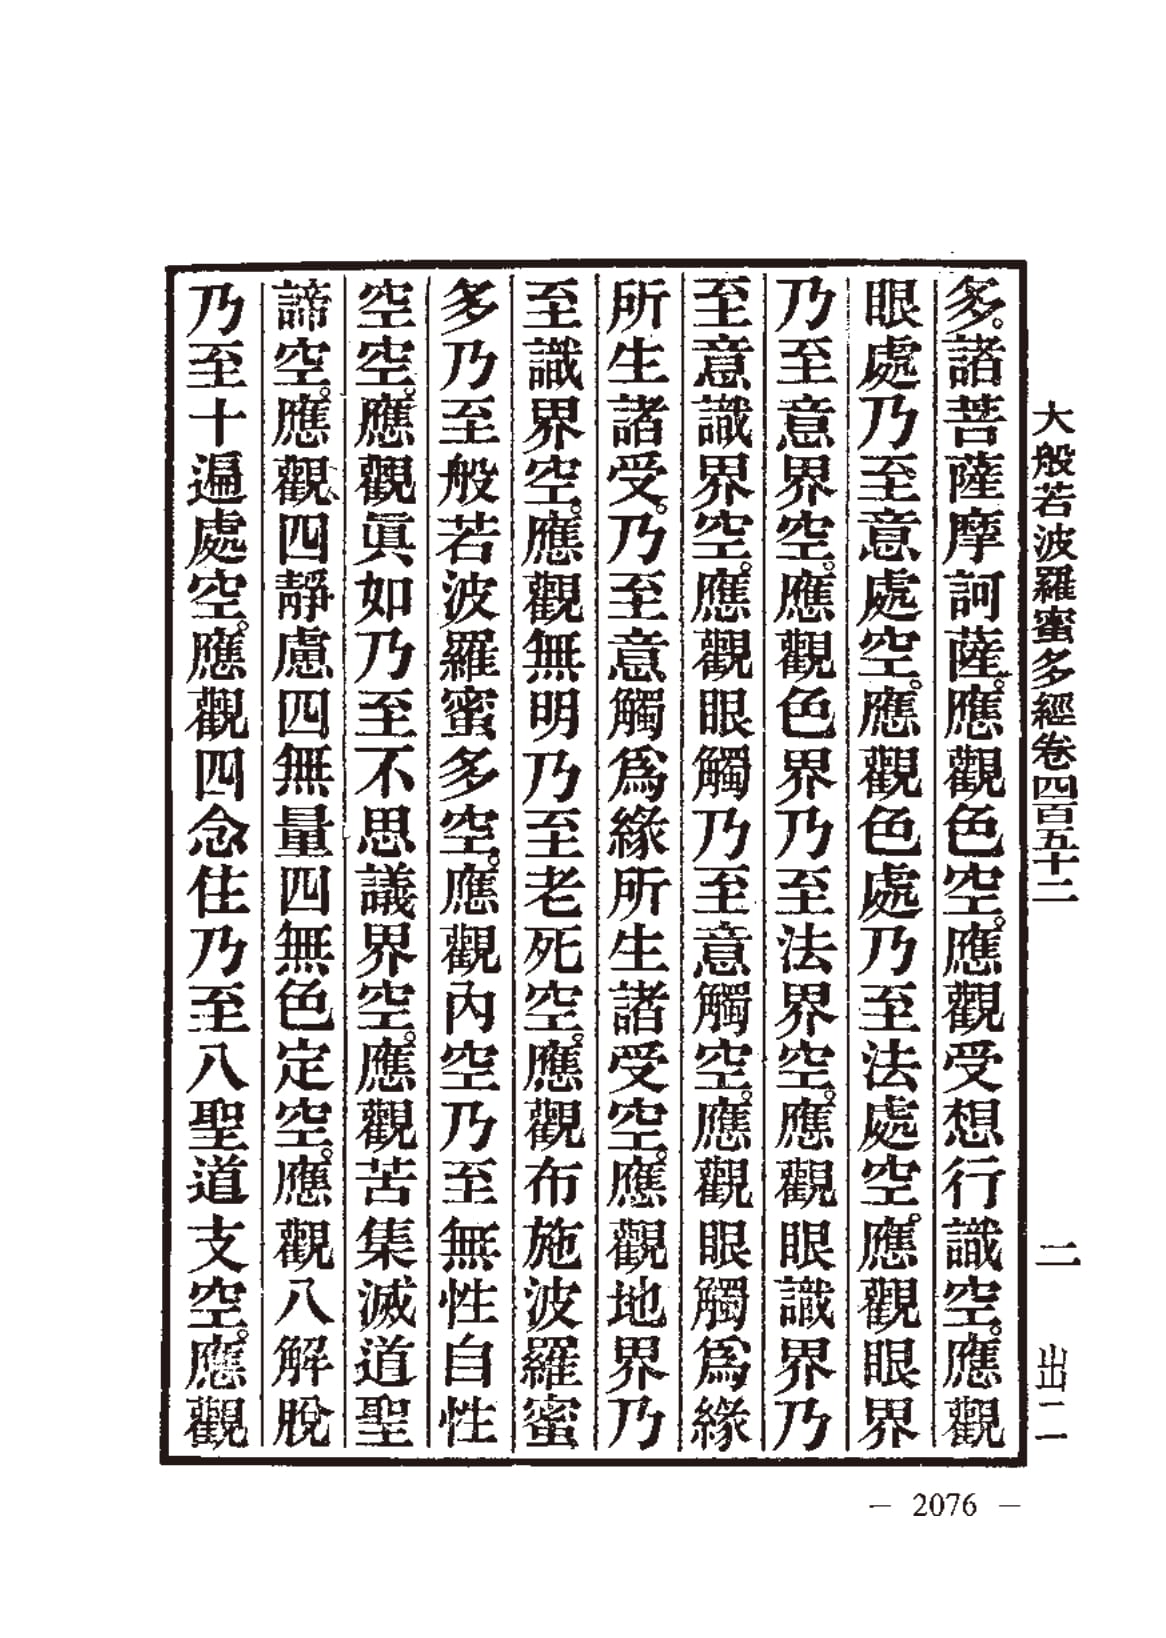 大般若波羅蜜多經卷四百五十二 二 出二
多。諸菩薩摩訶薩。應觀色空。應觀受想行識空。應觀
眼處乃至意處空。應觀色處乃至法處空。應觀眼界
乃至意界空。應觀色界乃至法界空。應觀眼識界乃
至意識界空。應觀眼觸乃至意觸空。應觀眼觸爲緣
所生諸受。乃至意觸爲緣所生諸受空。應觀地界乃
至識界空。應觀無明乃至老死空。應觀布施波羅蜜
多乃至般若波羅蜜多空。應觀內空乃至無性自性
空空。應觀眞如乃至不思議界空。應觀苦集滅道聖
諦空。應觀四靜慮四無量四無色定空。應觀八解脫
乃至十遍處空。應觀四念住乃至八聖道支空。應觀
— 2076 —